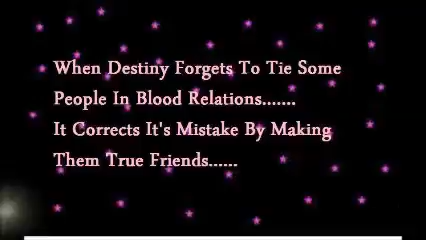 When Destiny Forgets To Tie Some
People In Blood Relations.......
It Corrects It's Mistake By Making
Them True Friends......